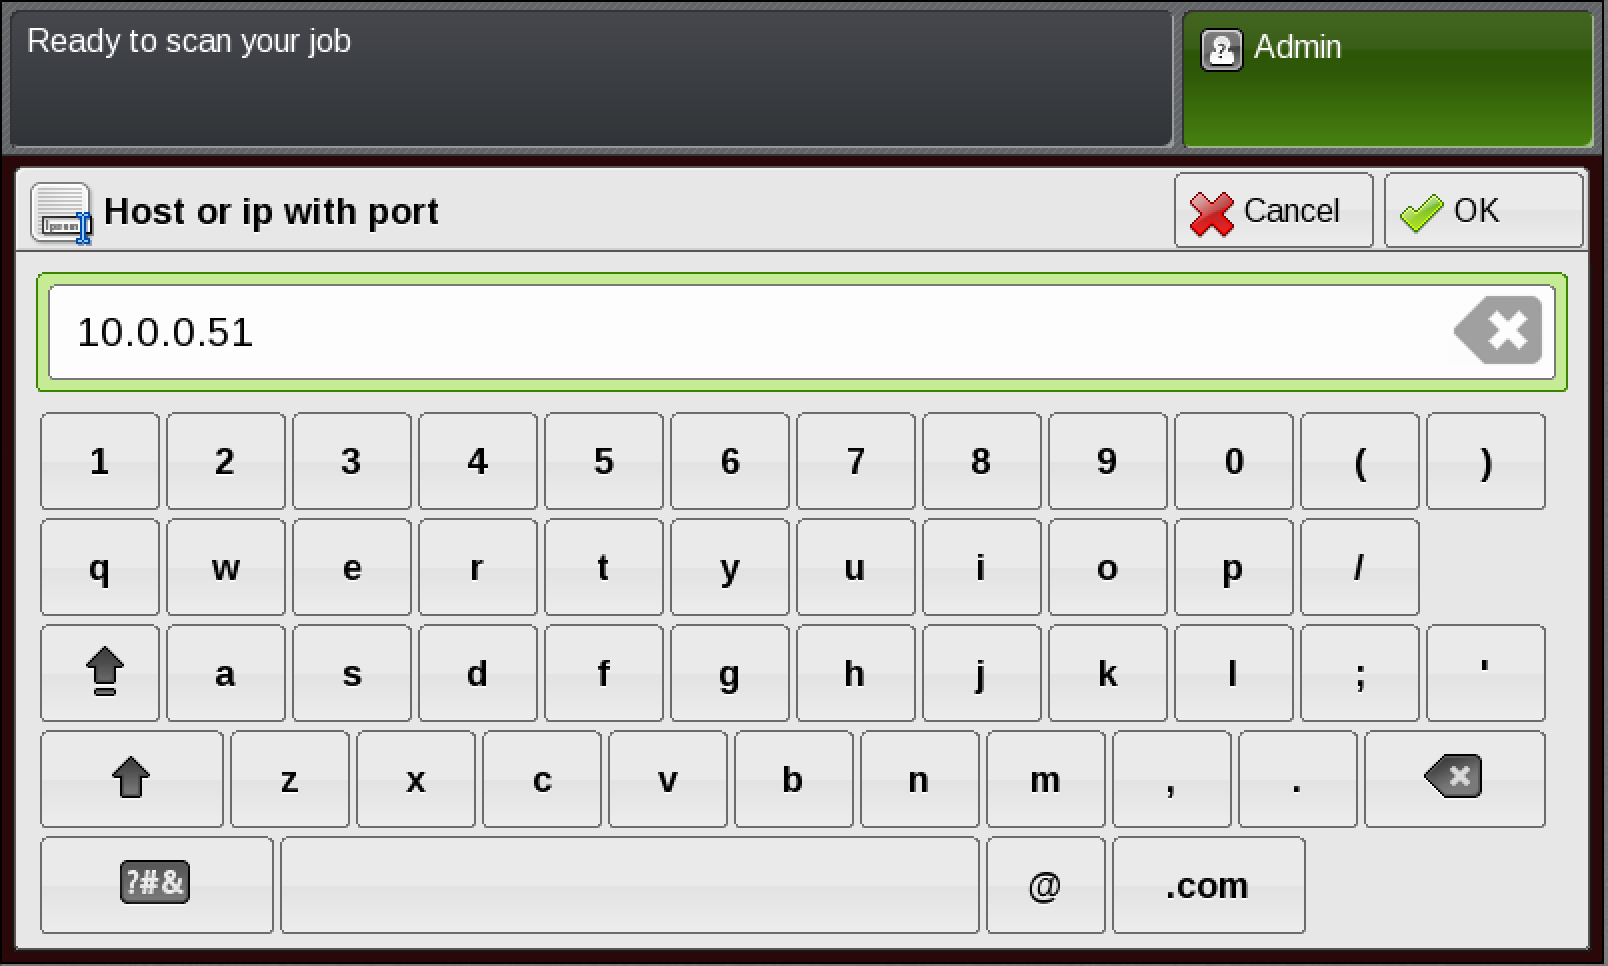 Ready to scan your job
Admin
Host or ip with port
Cancel
OK
10.0.0.51
1 2 3 4 5 6 7 8 9 0 ( )
q w e r t y u i o p /
a s d f g h j k l ; '
z x c v b n m , .
?#& @ .com